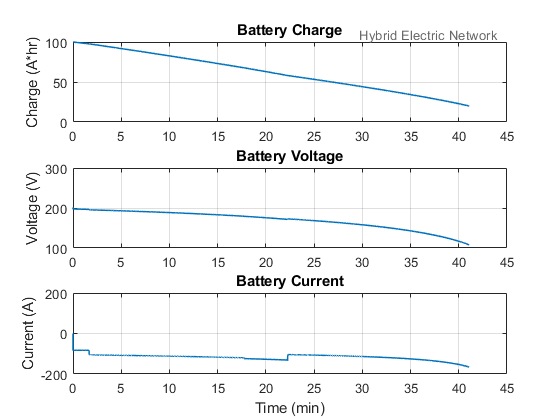 Battery Charge
Hybrid Electric Network
Charge (A*hr)
100
50
0
0 5 10 15 20 25 30 35 40 45
Battery Voltage
Voltage (V)
300
200
100
0 5 10 15 20 25 30 35 40 45
Battery Current
Current (A)
200
0
-200
0 5 10 15 20 25 30 35 40 45
Time (min)